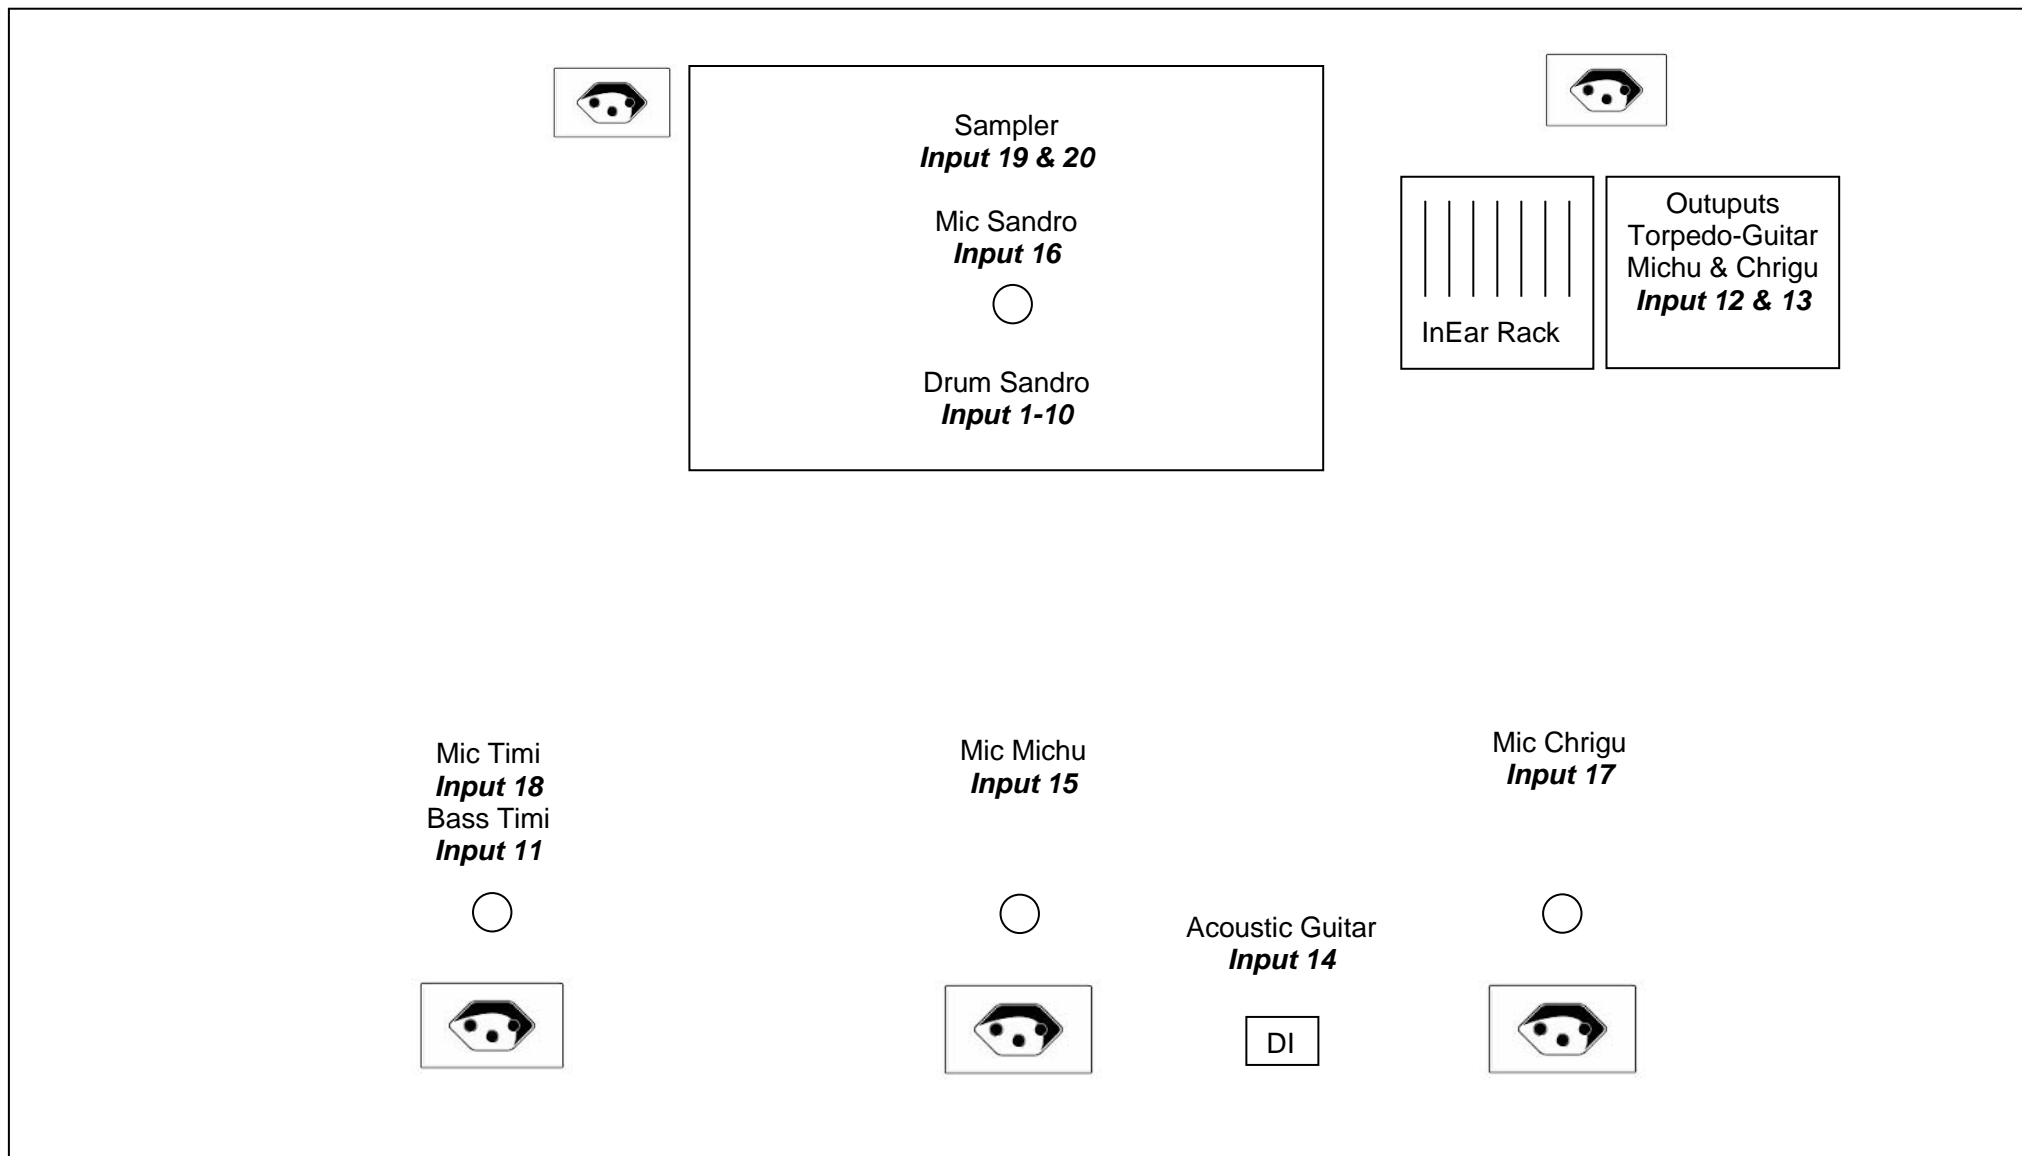 Sampler
Input 19 & 20
Mic Sandro
Input 16
Drum Sandro
Input 1-10
InEar Rack
Outuputs
Torpedo-Guitar
Michu & Chrigu
Input 12 & 13
Mic Timi
Input 18
Bass Timi
Input 11
Mic Michu
Input 15
Acoustic Guitar
Input 14
DI
Mic Chrigu
Input 17